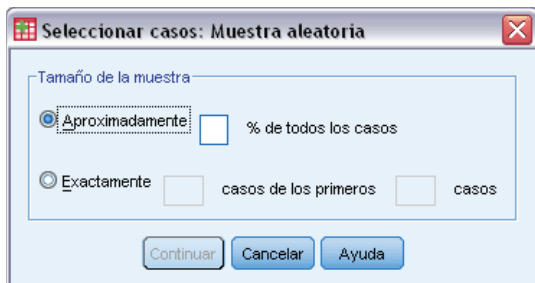 Seleccionar casos: Muestra aleatoria
Tamaño de la muestra
Aproximadamente % de todos los casos
Exactamente casos de los primeros casos
Continuar Cancelar Ayuda